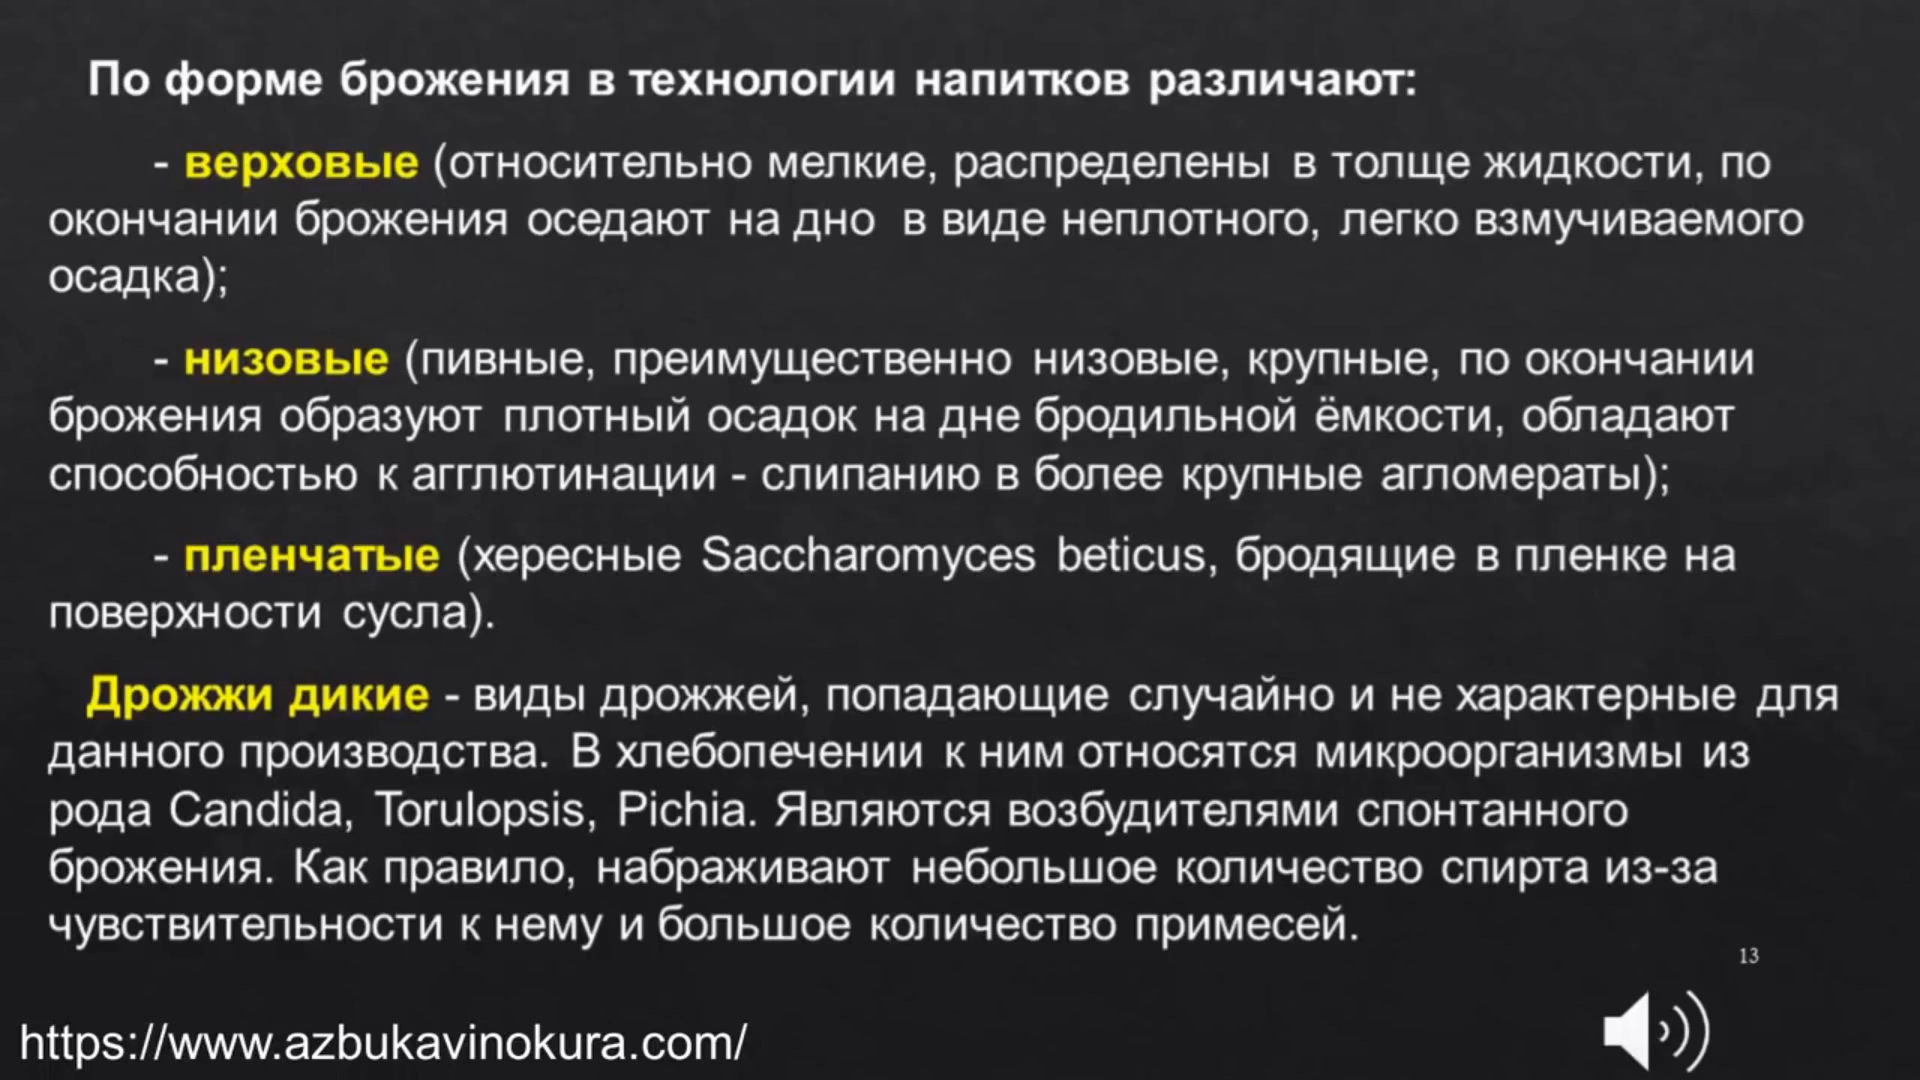 По форме брожения в технологии напитков различают:
- верховые (относительно мелкие, распределены в толще жидкости, по
окончании брожения оседают на дно в виде неплотного, легко взмучиваемого
осадка);
- низовые (пивные, преимущественно низовые, крупные, по окончании
брожения образуют плотный осадок на дне бродильной ёмкости, обладают
способностью к агглютинации - слипанию в более крупные агломераты);
- пленчатые (хересные Saccharomyces beticus, бродящие в пленке на
поверхности сусла).
Дрожжи дикие - виды дрожжей, попадающие случайно и не характерные для
данного производства. В хлебопечении к ним относятся микроорганизмы из
рода Candida, Torulopsis, Pichia. Являются возбудителями спонтанного
брожения. Как правило, набраживают небольшое количество спирта из-за
чувствительности к нему и большое количество примесей.
13
https://www.azbukavinokura.com/